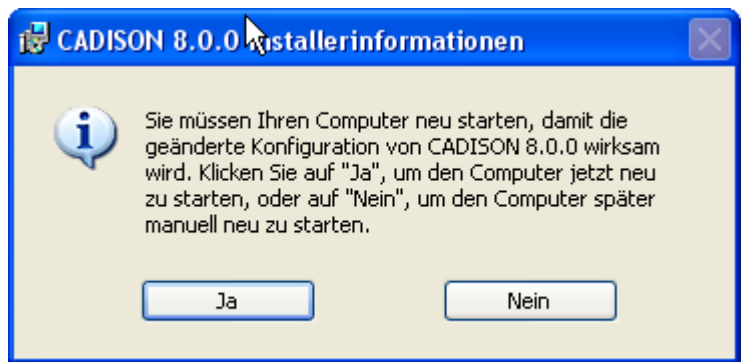 CADISON 8.0.0 Installerinformationen
Sie müssen Ihren Computer neu starten, damit die
geänderte Konfiguration von CADISON 8.0.0 wirksam
wird. Klicken Sie auf "Ja", um den Computer jetzt neu
zu starten, oder auf "Nein", um den Computer später
manuell neu zu starten.
Ja Nein